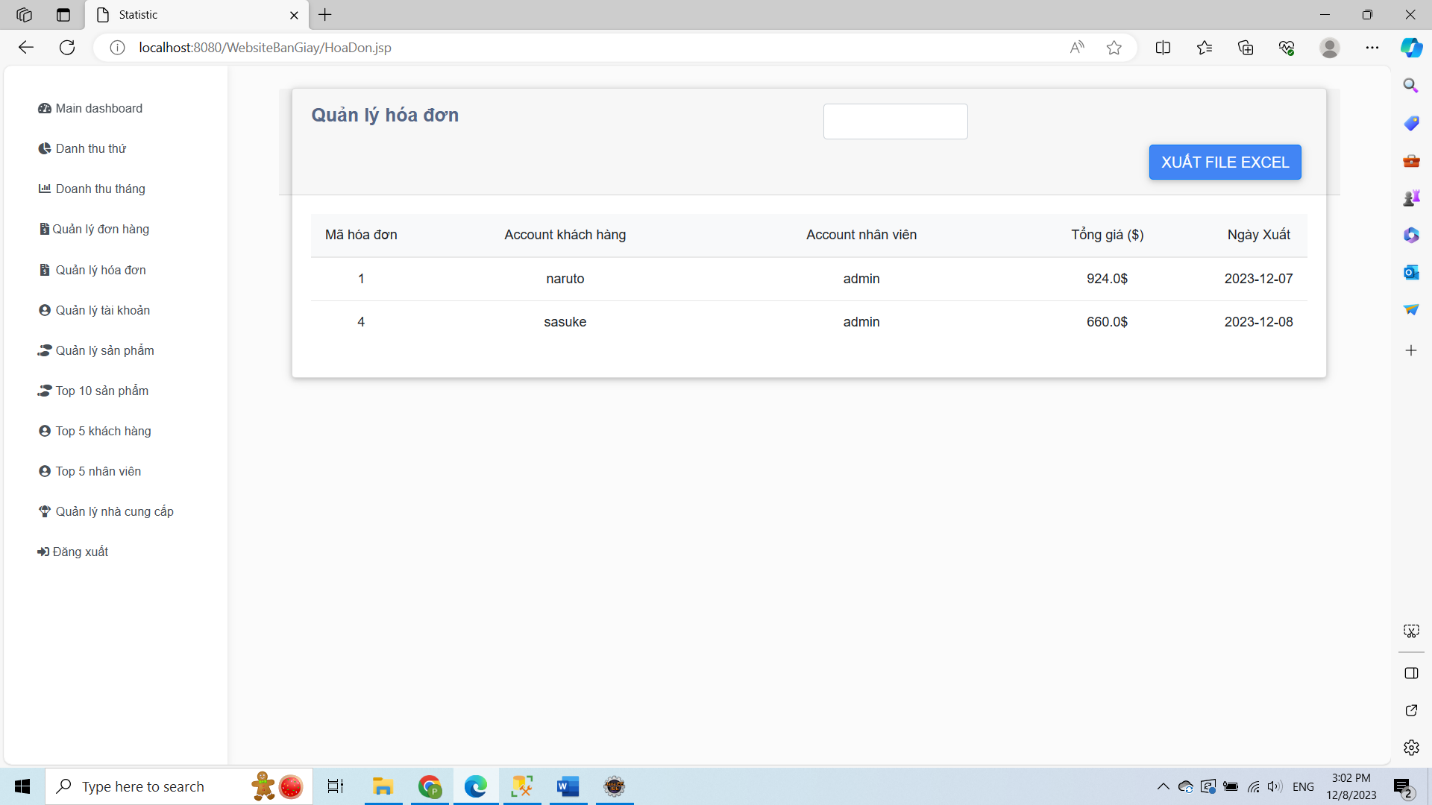 Statistic
localhost:8080/WebsiteBanGiay/HoaDon.jsp
Main dashboard
Danh thu thứ
Doanh thu tháng
Quản lý đơn hàng
Quản lý hóa đơn
Quản lý tài khoản
Quản lý sản phẩm
Top 10 sản phẩm
Top 5 khách hàng
Top 5 nhân viên
Quản lý nhà cung cấp
Đăng xuất
Quản lý hóa đơn
XUẤT FILE EXCEL
Mã hóa đơn Account khách hàng Account nhân viên Tổng giá ($) Ngày Xuất
1 naruto admin 924.0$ 2023-12-07
4 sasuke admin 660.0$ 2023-12-08
Type here to search
ENG
3:02 PM
12/8/2023
2